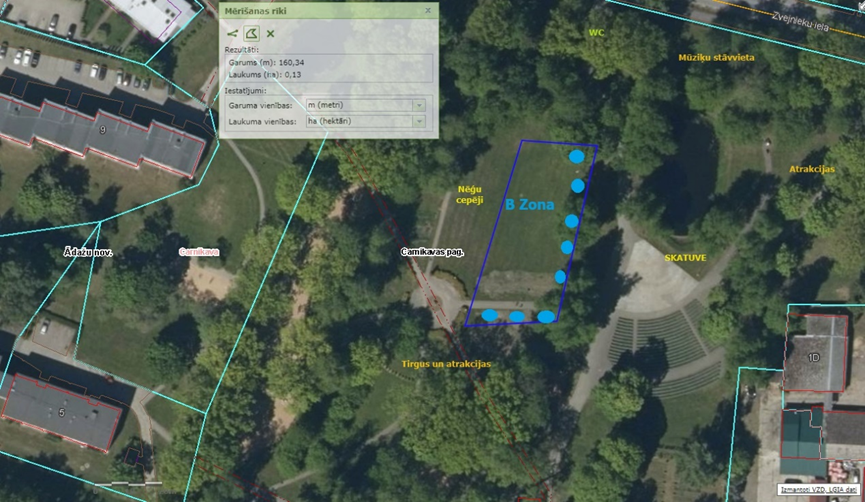 Mērīšanas rīki
x
Rezultāti:
Garums (m): 160,34
Laukums (ha): 0,13
Iestatījumi:
Garuma vienības: m (metri)
Laukuma vienības: ha (hektāri)
Zvejnieku iela
WC
Mūziķu stāvvieta
9
Atrakcijas
Nēģu
cepēji
B Zona
Ādažu nov.
Carnikava
Carnikavas pag.
SKATUVE
1D
Tirgus un atrakcijas
5
Izmantoti VZD, LGIA dati